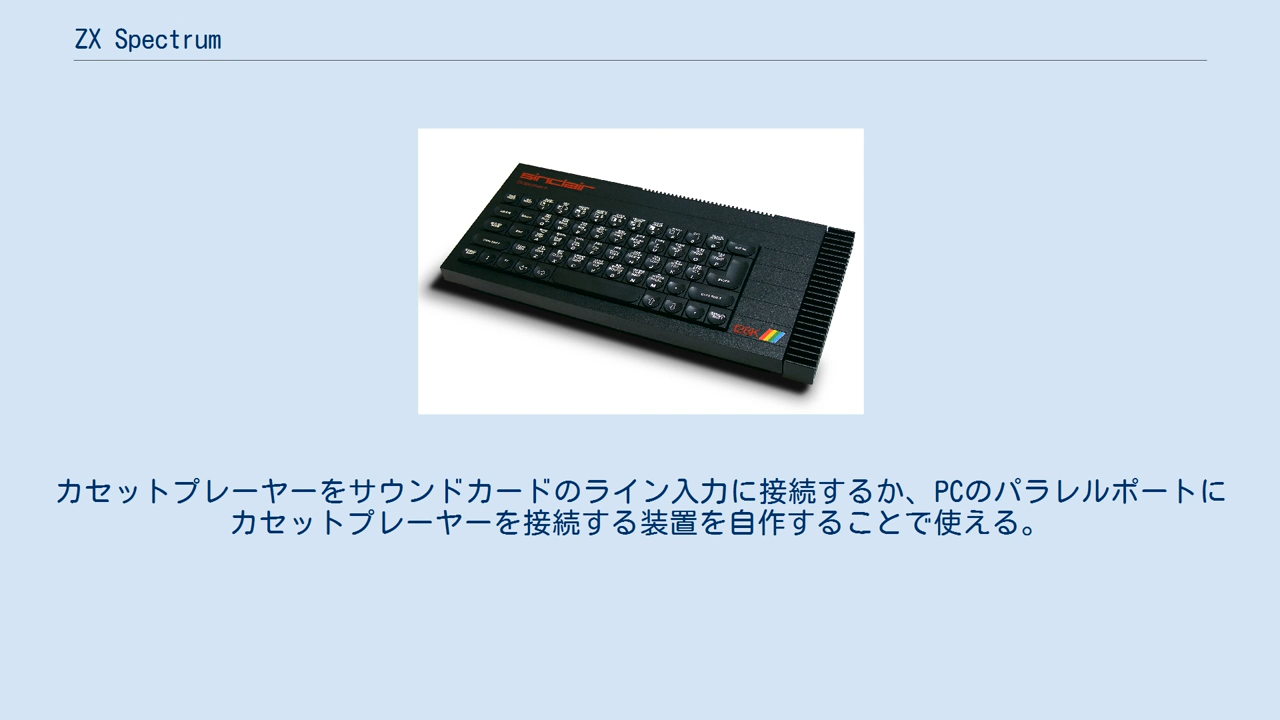 ZX Spectrum
sinclair
128K
カセットプレーヤーをサウンドカードのライン入力に接続するか、PCのパラレルポートに
カセットプレーヤーを接続する装置を自作することで使える。